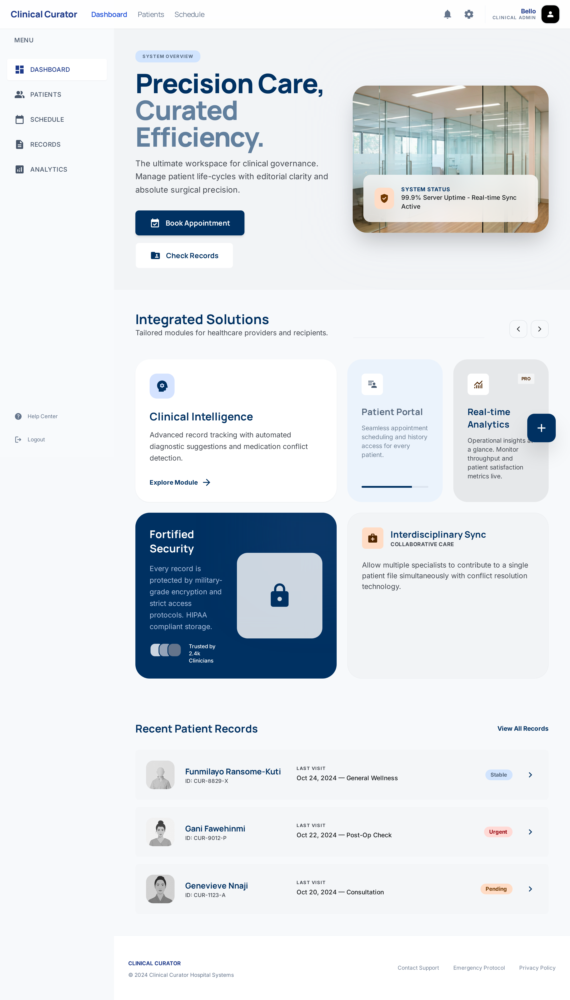 Clinical Curator
Dashboard
Patients
Schedule
Bello
CLINICAL ADMIN
MENU
DASHBOARD
PATIENTS
SCHEDULE
RECORDS
ANALYTICS
Help Center
Logout
SYSTEM OVERVIEW
Precision Care,
Curated
Efficiency.
The ultimate workspace for clinical governance.
Manage patient life-cycles with editorial clarity and
absolute surgical precision.
Book Appointment
Check Records
SYSTEM STATUS
99.9% Server Uptime - Real-time Sync
Active
Integrated Solutions
Tailored modules for healthcare providers and recipients.
Clinical Intelligence
Advanced record tracking with automated
diagnostic suggestions and medication conflict
detection.
Explore Module
Patient Portal
Seamless appointment
scheduling and history
access for every
patient.
PRO
Real-time
Analytics
Operational insights at
a glance. Monitor
throughput and
patient satisfaction
metrics live.
Fortified
Security
Every record is
protected by military-
grade encryption and
strict access
protocols. HIPAA
compliant storage.
Trusted by
2.4k
Clinicians
Interdisciplinary Sync
COLLABORATIVE CARE
Allow multiple specialists to contribute to a single
patient file simultaneously with conflict resolution
technology.
Recent Patient Records
View All Records
Funmilayo Ransome-Kuti
ID: CUR-8829-X
LAST VISIT
Oct 24, 2024 — General Wellness
Stable
Gani Fawehinmi
ID: CUR-9012-P
LAST VISIT
Oct 22, 2024 — Post-Op Check
Urgent
Genevieve Nnaji
ID: CUR-1123-A
LAST VISIT
Oct 20, 2024 — Consultation
Pending
CLINICAL CURATOR
© 2024 Clinical Curator Hospital Systems
Contact Support
Emergency Protocol
Privacy Policy